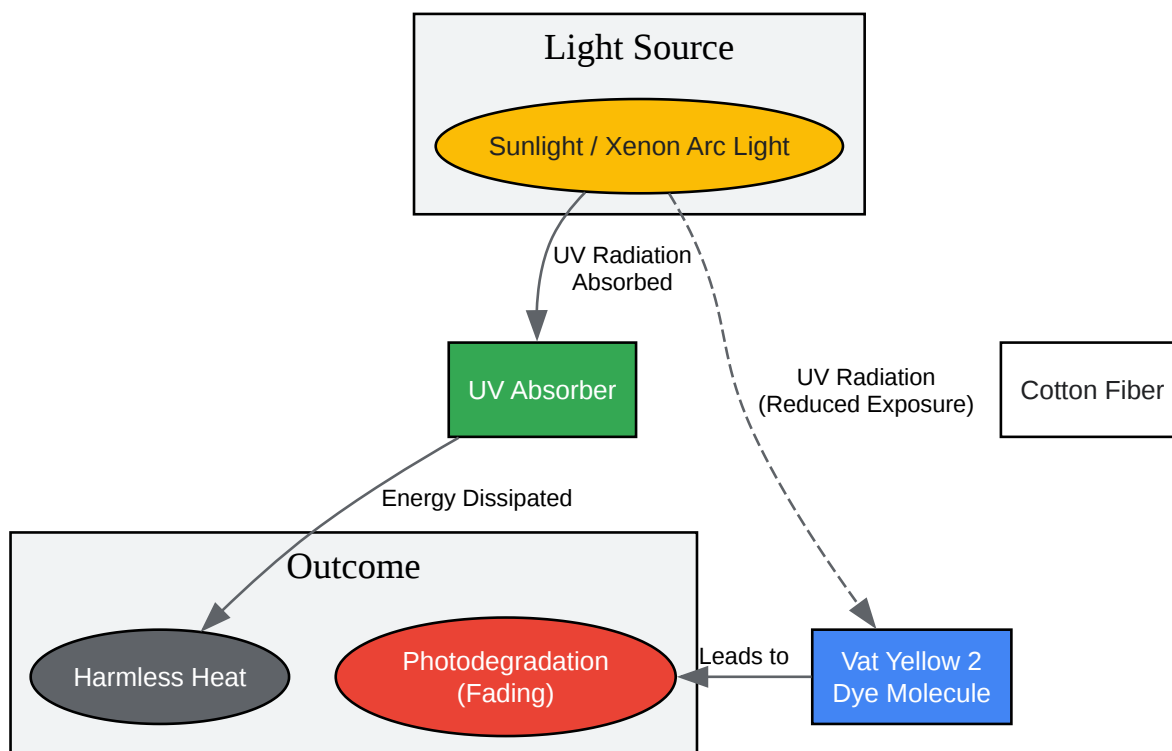 Light Source
Sunlight / Xenon Arc Light
UV Radiation
Absorbed
UV Absorber
UV Radiation
(Reduced Exposure)
Cotton Fiber
Energy Dissipated
Outcome
Harmless Heat
Photodegradation
(Fading)
Leads to
Vat Yellow 2
Dye Molecule